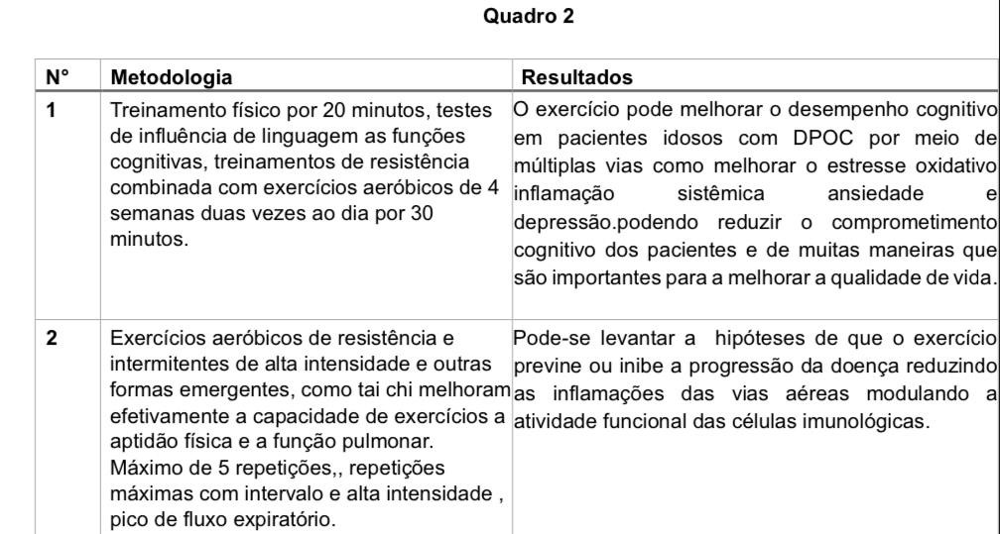 Quadro 2
N° Metodologia Resultados
1
Treinamento físico por 20 minutos, testes
de influência de linguagem as funções
cognitivas, treinamentos de resistência
combinada com exercícios aeróbicos de 4
semanas duas vezes ao dia por 30
minutos.
O exercício pode melhorar o desempenho cognitivo
em pacientes idosos com DPOC por meio de
múltiplas vias como melhorar o estresse oxidativo
inflamação sistêmica ansiedade e
depressão.podendo reduzir o comprometimento
cognitivo dos pacientes e de muitas maneiras que
são importantes para a melhorar a qualidade de vida.
2
Exercícios aeróbicos de resistência e
intermitentes de alta intensidade e outras
formas emergentes, como tai chi melhoram
efetivamente a capacidade de exercícios a
aptidão física e a função pulmonar.
Máximo de 5 repetições,, repetições
máximas com intervalo e alta intensidade ,
pico de fluxo expiratório.
Pode-se levantar a hipóteses de que o exercício
previne ou inibe a progressão da doença reduzindo
as inflamações das vias aéreas modulando a
atividade funcional das células imunológicas.